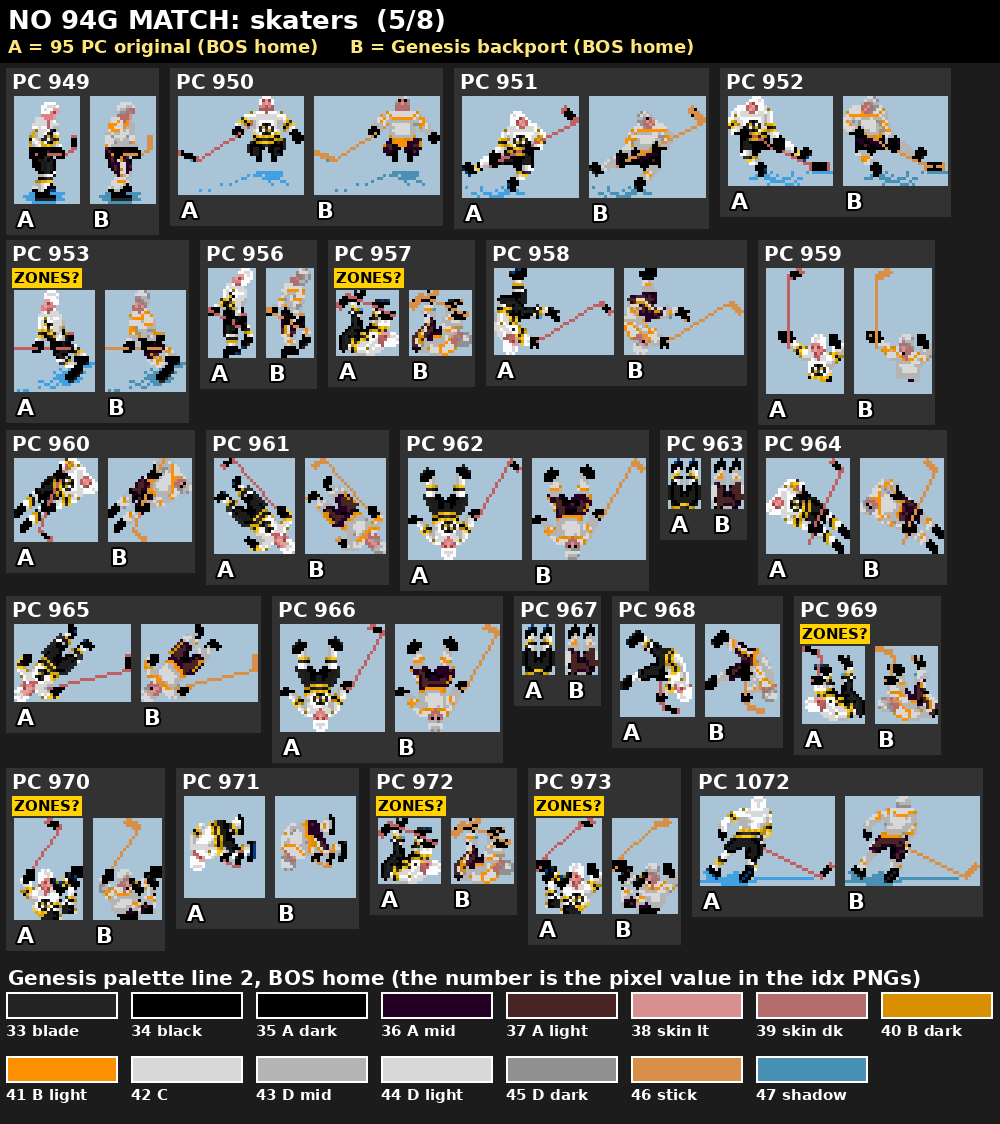 NO 94G MATCH: skaters (5/8)
A = 95 PC original (BOS home) B = Genesis backport (BOS home)
PC 949 PC 950 PC 951 PC 952
A B A B A B A B
PC 953 PC 956 PC 957 PC 958 PC 959
ZONES? ZONES?
A B A B A B A B A B
PC 960 PC 961 PC 962 PC 963 PC 964
A B A B A B A B A B
PC 965 PC 966 PC 967 PC 968 PC 969
ZONES?
A B A B A B A B A B
PC 970 PC 971 PC 972 PC 973 PC 1072
ZONES? ZONES? ZONES?
A B A B A B A B A B
Genesis palette line 2, BOS home (the number is the pixel value in the idx PNGs)
33 blade 34 black 35 A dark 36 A mid 37 A light 38 skin lt 39 skin dk 40 B dark
41 B light 42 C 43 D mid 44 D light 45 D dark 46 stick 47 shadow